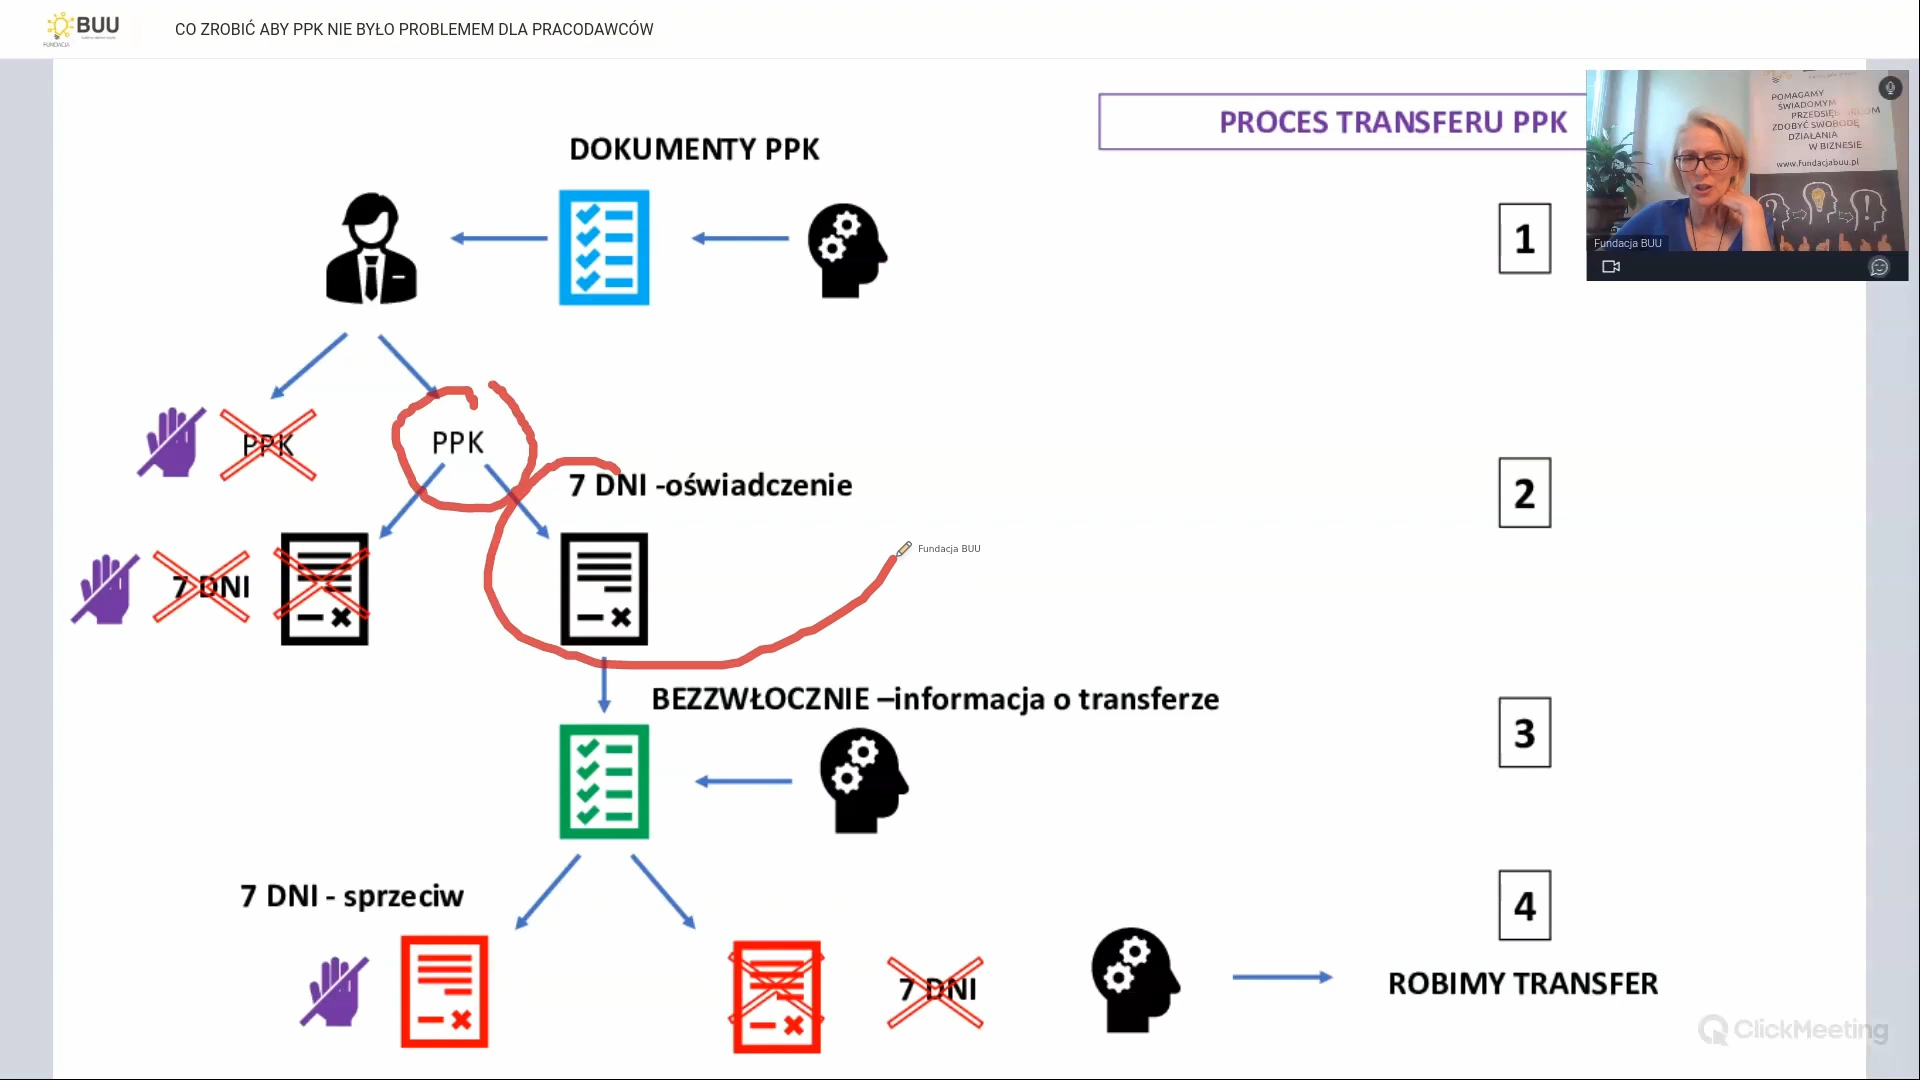 BUU
FUNDACJA
CO ZROBIĆ ABY PPK NIE BYŁO PROBLEMEM DLA PRACODAWCÓW
PROCES TRANSFERU PPK
POMAGAMY
ŚWIADOMYM
PRZEDSIĘB
ZDOBYĆ SWOBODĘ
DZIAŁANIA
W BIZNESIE
www.fundacjabuu.pl
Fundacja BUU
DOKUMENTY PPK
1
PPK
PPK
7 DNI -oświadczenie
2
Fundacja BUU
7 DNI
BEZZWŁOCZNIE –informacja o transferze
3
7 DNI - sprzeciw
4
7 DNI
ROBIMY TRANSFER
ClickMeeting